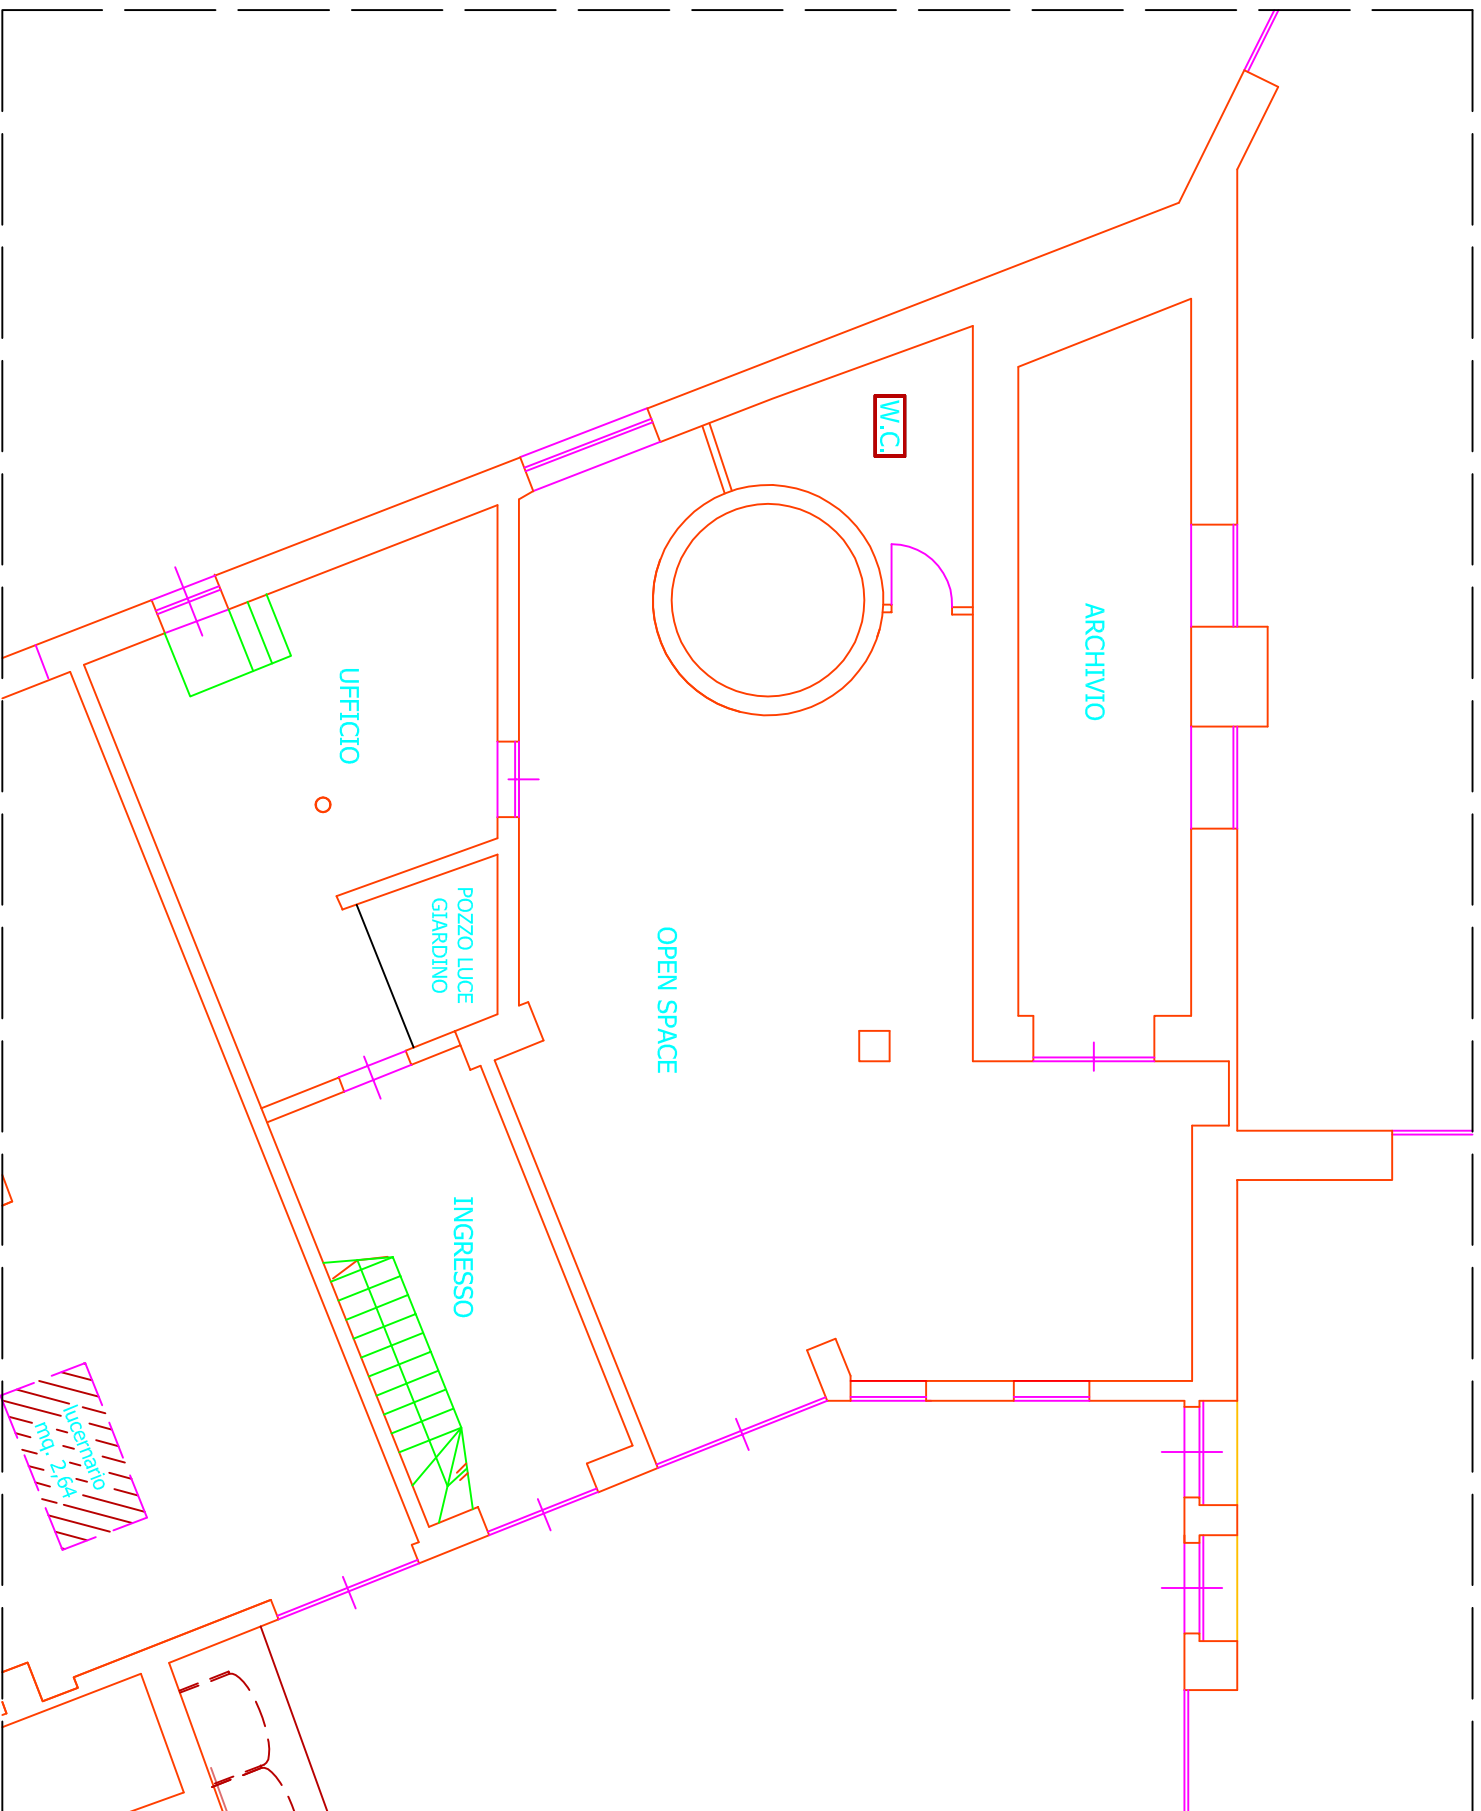 W.C.
ARCHIVIO
UFFICIO
POZZO LUCE
GIARDINO
OPEN SPACE
INGRESSO
lucernario
mq. 2,64